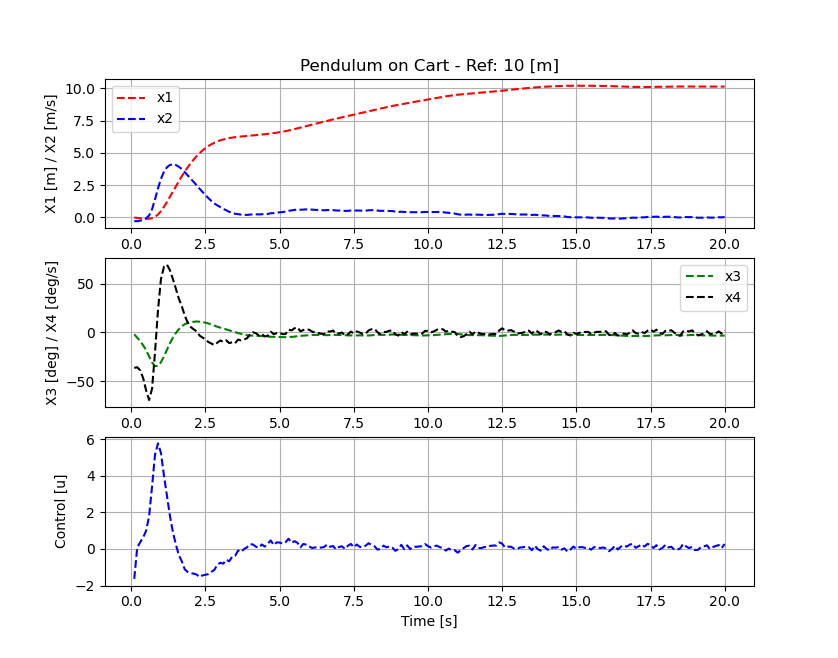 Pendulum on Cart - Ref: 10 [m]
X1 [m] / X2 [m/s]
10.0
7.5
5.0
2.5
0.0
x1
x2
0.0 2.5 5.0 7.5 10.0 12.5 15.0 17.5 20.0
X3 [deg] / X4 [deg/s]
50
0
−50
x3
x4
0.0 2.5 5.0 7.5 10.0 12.5 15.0 17.5 20.0
Control [u]
6
4
2
0
−2
0.0 2.5 5.0 7.5 10.0 12.5 15.0 17.5 20.0
Time [s]